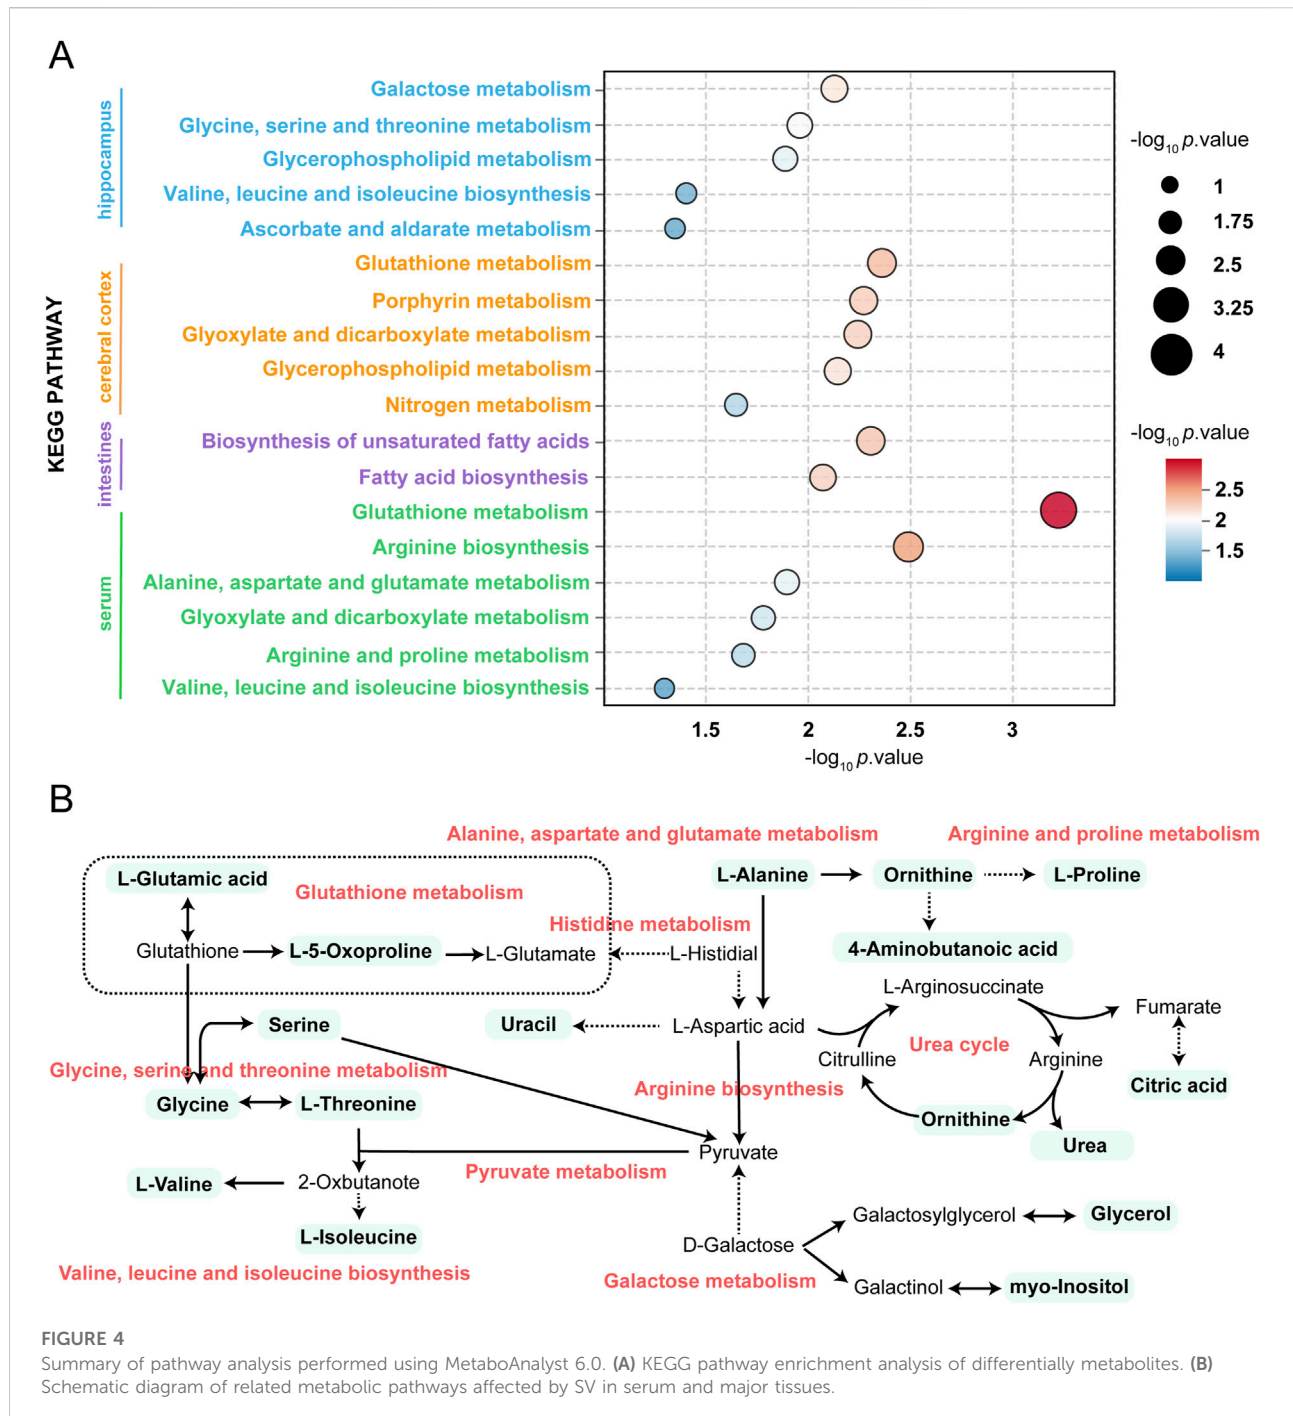 A
KEGG PATHWAY
hippocampus
Galactose metabolism
Glycine, serine and threonine metabolism
Glycerophospholipid metabolism
Valine, leucine and isoleucine biosynthesis
Ascorbate and aldarate metabolism
cerebral cortex
Glutathione metabolism
Porphyrin metabolism
Glyoxylate and dicarboxylate metabolism
Glycerophospholipid metabolism
Nitrogen metabolism
intestines
Biosynthesis of unsaturated fatty acids
Fatty acid biosynthesis
serum
Glutathione metabolism
Arginine biosynthesis
Alanine, aspartate and glutamate metabolism
Glyoxylate and dicarboxylate metabolism
Arginine and proline metabolism
Valine, leucine and isoleucine biosynthesis
1.5 2 2.5 3
-log10 p.value
-log10 p.value
1
1.75
2.5
3.25
4
-log10 p.value
2.5
2
1.5
B
Alanine, aspartate and glutamate metabolism
Arginine and proline metabolism
L-Glutamic acid
Glutathione metabolism
L-Alanine
Ornithine
L-Proline
Histidine metabolism
Glutathione
L-5-Oxoproline
L-Glutamate
L-Histidial
4-Aminobutanoic acid
L-Arginosuccinate
Fumarate
Serine
Uracil
L-Aspartic acid
Citrulline
Urea cycle
Arginine
Glycine, serine and threonine metabolism
Arginine biosynthesis
Citric acid
Glycine
L-Threonine
Ornithine
Urea
Pyruvate
Pyruvate metabolism
L-Valine
2-Oxbutanote
L-Isoleucine
Galactosylglycerol
Glycerol
D-Galactose
Valine, leucine and isoleucine biosynthesis
Galactose metabolism
Galactinol
myo-Inositol
FIGURE 4
Summary of pathway analysis performed using MetaboAnalyst 6.0. (A) KEGG pathway enrichment analysis of differentially metabolites. (B)
Schematic diagram of related metabolic pathways affected by SV in serum and major tissues.